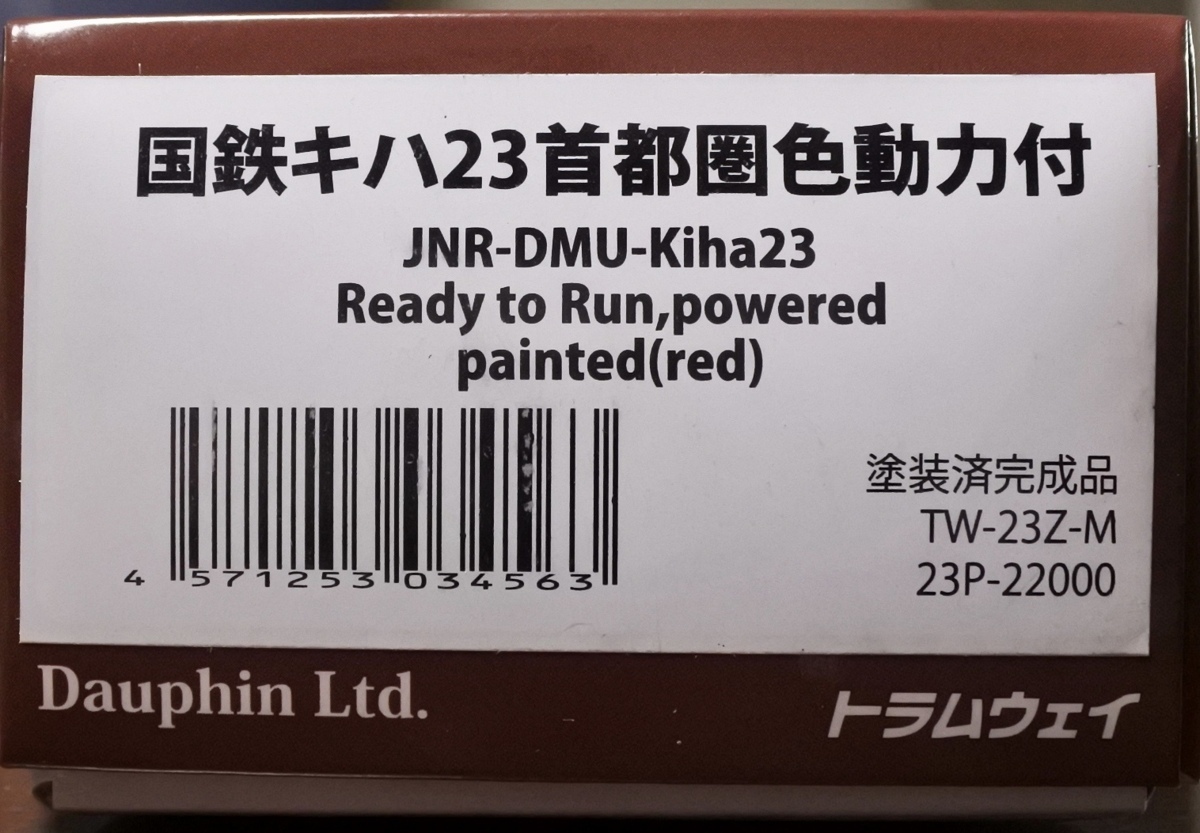 国鉄キハ23首都圏色動力付
JNR-DMU-Kiha23
Ready to Run,powered
painted(red)
塗装済完成品
TW-23Z-M
23P-22000
4 571253 034563
Dauphin Ltd.
トラムウェイ